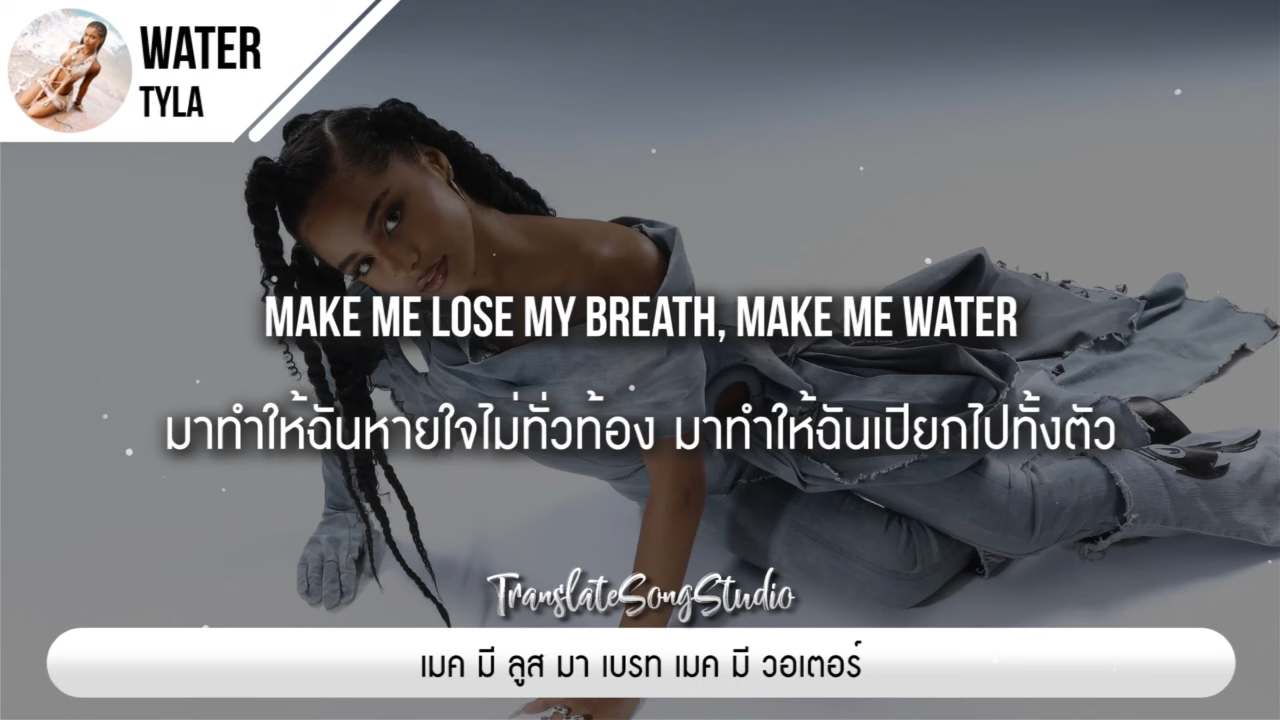 WATER
TYLA
MAKE ME LOSE MY BREATH, MAKE ME WATER
มาทำให้ฉันหายใจไม่ทั่วท้อง มาทำให้ฉันเปียกไปทั้งตัว
TranslateSongStudio
เมค มี ลูส มา เบรท เมค มี วอเตอร์